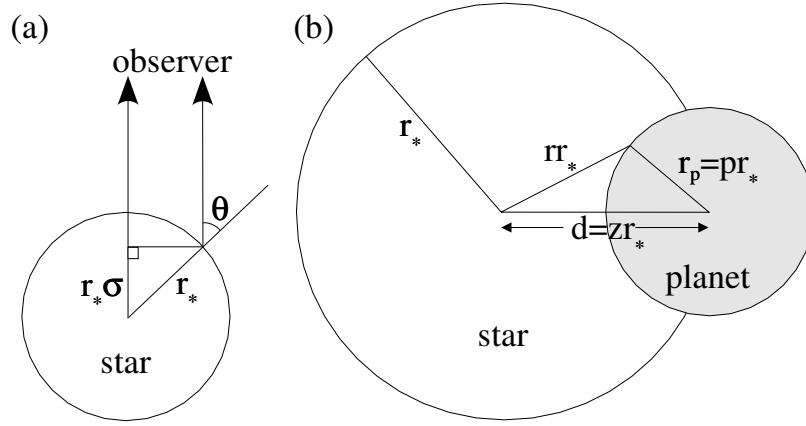 (a)
observer
θ
r*σ
r*
star
(b)
r*
rr*
rp=pr*
d=zr*
planet
star